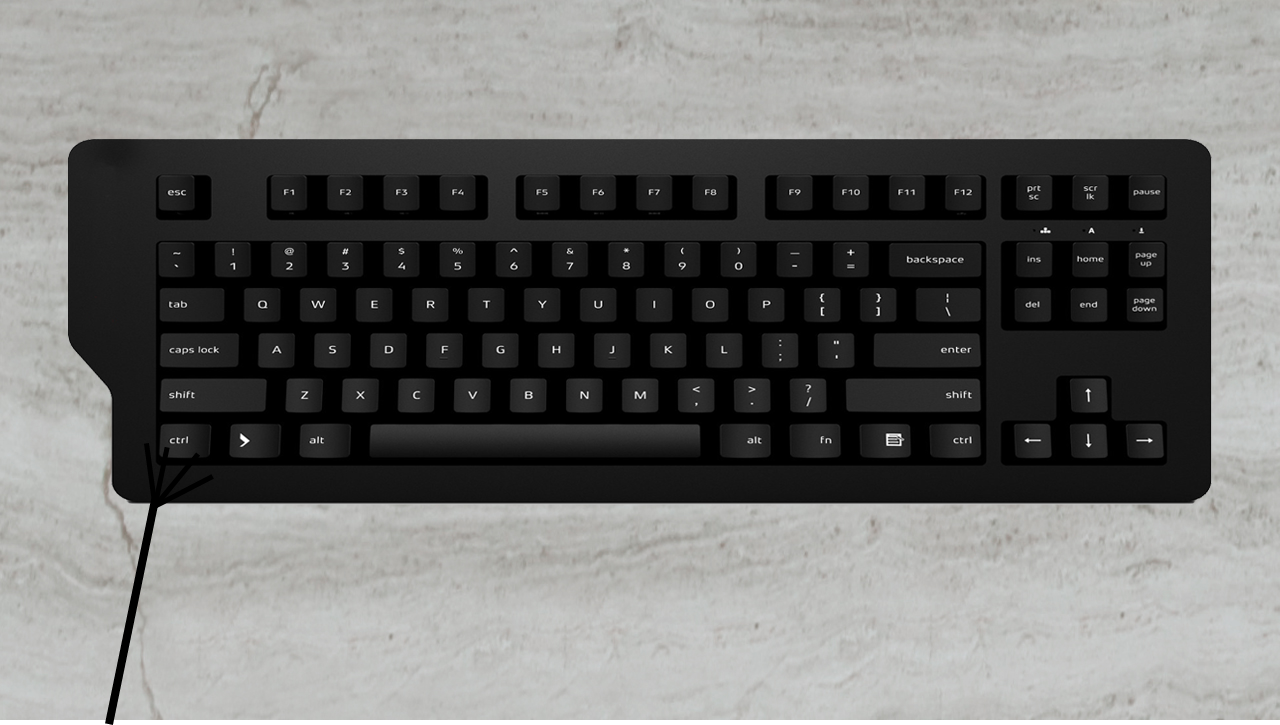 esc F1 F2 F3 F4 F5 F6 F7 F8 F9 F10 F11 F12 prt sc scr lk pause
A
~ ` ! 1 @ 2 # 3 $ 4 % 5 ^ 6 & 7 * 8 ( 9 ) 0 — - + = backspace ins home page up
tab Q W E R T Y U I O P { [ } ] ¦ \ del end page down
caps lock A S D F G H J K L : ; " ' enter
shift Z X C V B N M < , > . ? / shift ↑
ctrl alt alt fn ctrl ← ↓ →